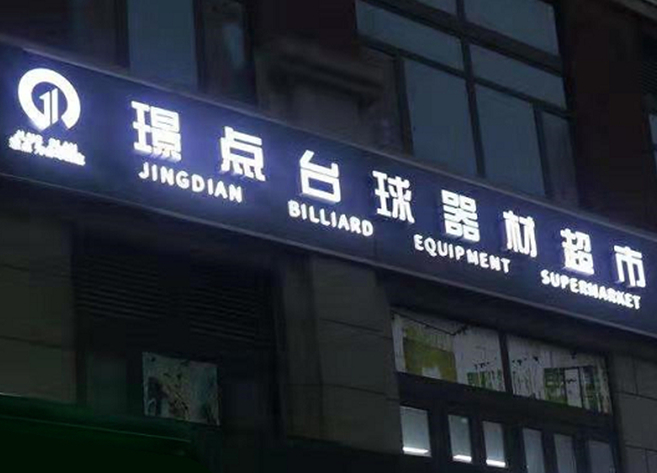 璟点台球器材超市
JINGDIAN BILLIARD EQUIPMENT SUPERMARKET